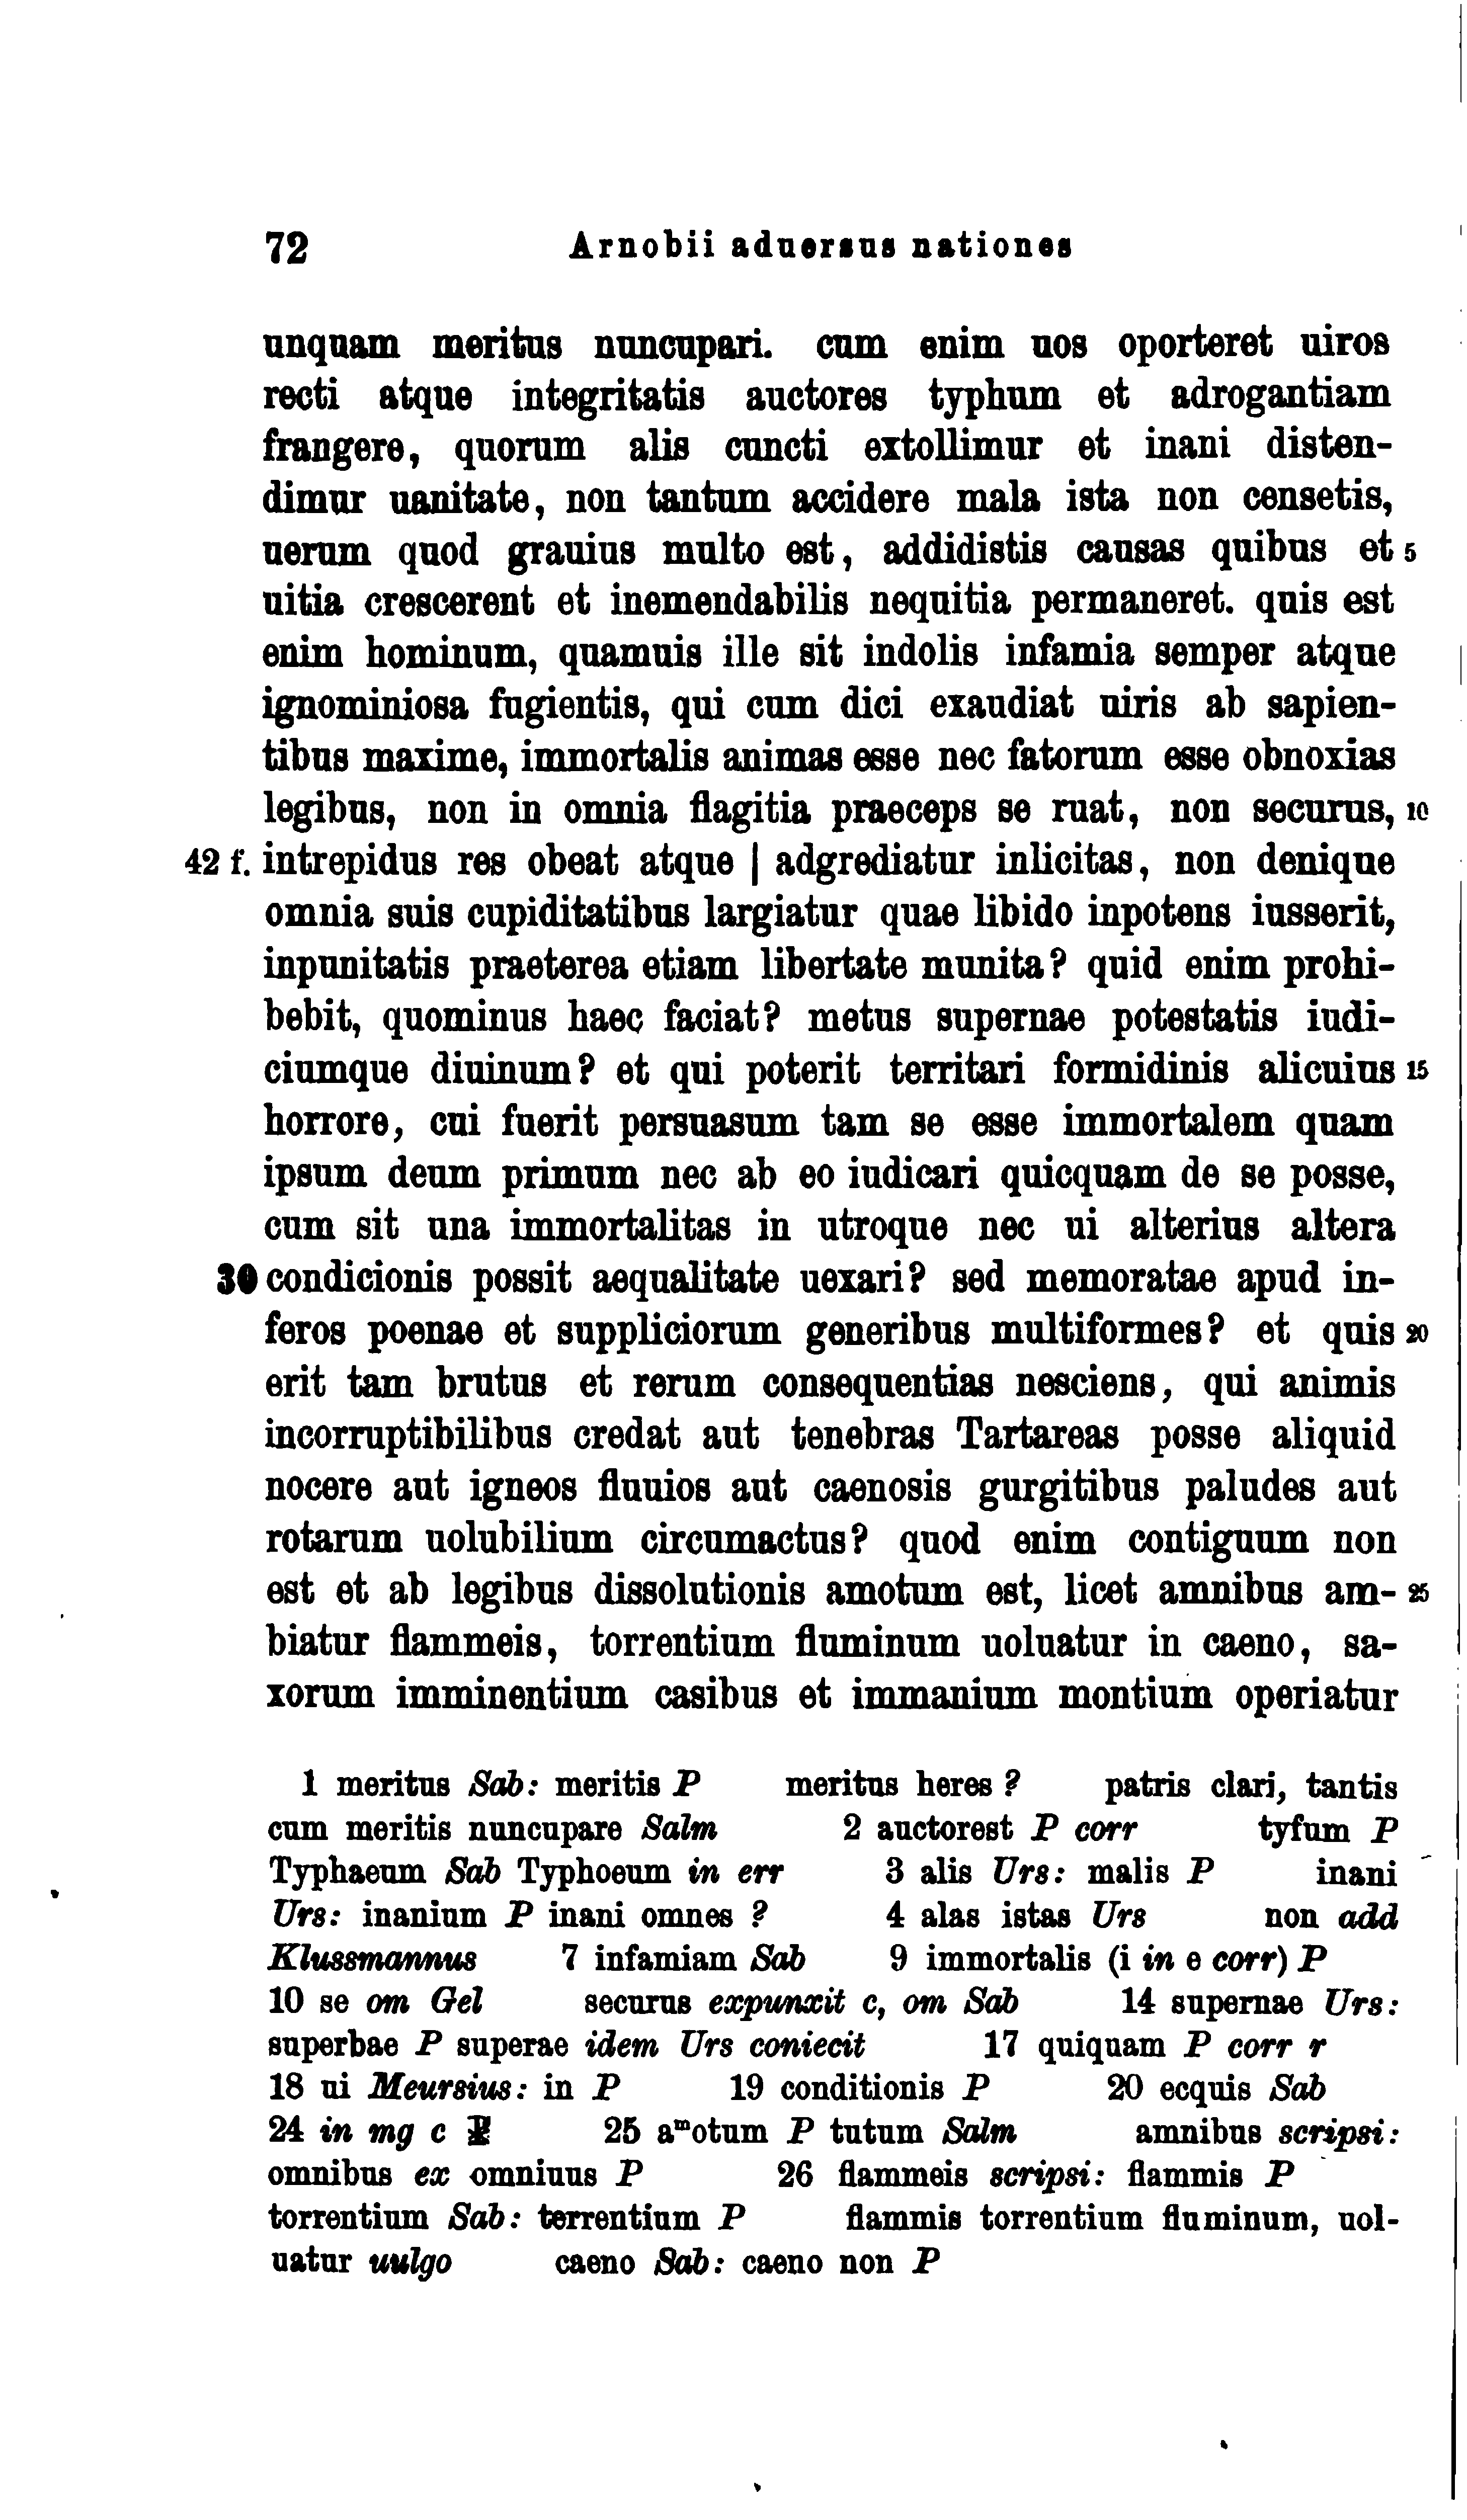 72 Arnobii aduersus nationes
unquam meritus nuncupari. cum enim uos oporteret uiros
recti atque integritatis auctores typhum et adrogantiam
frangere, quorum alis cuncti extollimur et inani disten-
dimur uanitate, non tantum accidere mala ista non censetis,
uerum quod grauius multo est, addidistis causas quibus et 5
uitia crescerent et inemendabilis nequitia permaneret. quis est
enim hominum, quamuis ille sit indolis infamia semper atque
ignominiosa fugientis, qui cum dici exaudiat uiris ab sapien-
tibus maxime, immortalis animas esse nec fatorum esse obnoxias
legibus, non in omnia flagitia praeceps se ruat, non securus, 10
42 f. intrepidus res obeat atque | adgrediatur inlicitas, non denique
omnia suis cupiditatibus largiatur quae libido inpotens iusserit,
inpunitatis praeterea etiam libertate munita? quid enim prohi-
bebit, quominus haec faciat? metus supernae potestatis iudi-
ciumque diuinum? et qui poterit territari formidinis alicuius 15
horrore, cui fuerit persuasum tam se esse immortalem quam
ipsum deum primum nec ab eo iudicari quicquam de se posse,
cum sit una immortalitas in utroque nec ui alterius altera
30 condicionis possit aequalitate uexari? sed memoratae apud in-
feros poenae et suppliciorum generibus multiformes? et quis 20
erit tam brutus et rerum consequentias nesciens, qui animis
incorruptibilibus credat aut tenebras Tartareas posse aliquid
nocere aut igneos fluuios aut caenosis gurgitibus paludes aut
rotarum uolubilium circumactus? quod enim contiguum non
est et ab legibus dissolutionis amotum est, licet amnibus am- 25
biatur flammeis, torrentium fluminum uoluatur in caeno, sa-
xorum imminentium casibus et immanium montium operiatur
1 meritus Sab: meritis P meritus heres? patris clari, tantis
cum meritis nuncupare Salm 2 auctorest P corr tyfum P
Typhaeum Sab Typhoeum in err 3 alis Urs: malis P inani
Urs: inanium P inani omnes? 4 alas istas Urs non add
Klussmannus 7 infamiam Sab 9 immortalis (i in e corr) P
10 se om Gel securus expunxit c, om Sab 14 supernae Urs:
superbae P superae idem Urs coniecit 17 quiquam P corr r
18 ui Meursius: in P 19 conditionis P 20 ecquis Sab
24 in mg c 25 aᵐotum P tutum Salm amnibus scripsi:
omnibus ex omniuus P 26 flammeis scripsi: flammis P
torrentium Sab: terrentium P flammis torrentium fluminum, uol-
uatur uulgo caeno Sab: caeno non P